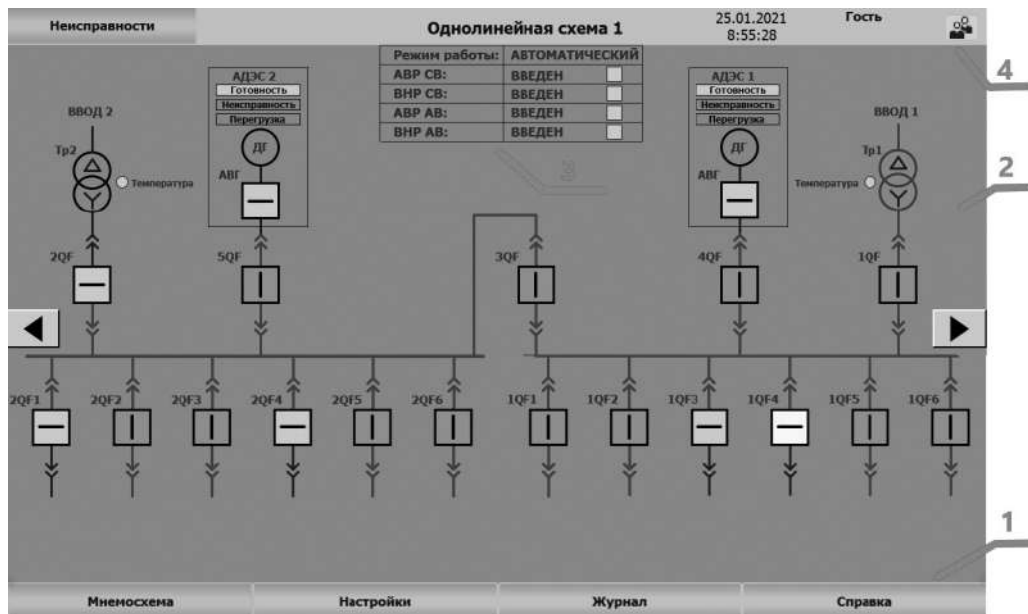 Неисправности
Однолинейная схема 1
25.01.2021
8:55:28
Гость
Режим работы: АВТОМАТИЧЕСКИЙ
АВР СВ: ВВЕДЕН
ВНР СВ: ВВЕДЕН
АВР АВ: ВВЕДЕН
ВНР АВ: ВВЕДЕН
4
АДЭС 2
Готовность
Неисправность
Перегрузка
ДГ
АВГ
АДЭС 1
Готовность
Неисправность
Перегрузка
ДГ
АВГ
ВВОД 2
Тр2
Температура
ВВОД 1
Тр1
Температура
2
2QF
5QF
3QF
4QF
1QF
2QF1 2QF2 2QF3 2QF4 2QF5 2QF6 1QF1 1QF2 1QF3 1QF4 1QF5 1QF6
1
Мнемосхема
Настройки
Журнал
Справка